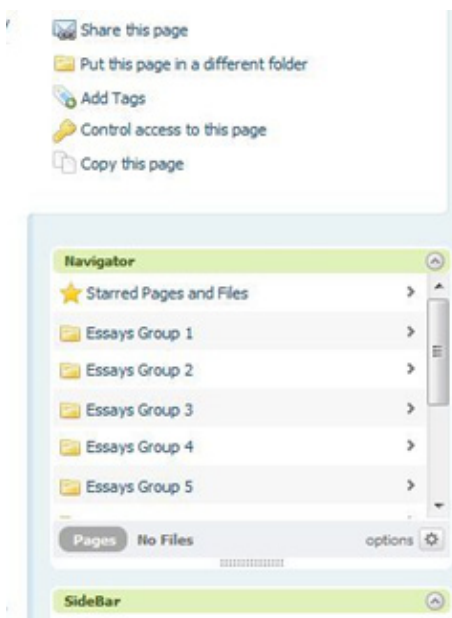 Share this page
Put this page in a different folder
Add Tags
Control access to this page
Copy this page
Navigator
Starred Pages and Files
Essays Group 1
Essays Group 2
Essays Group 3
Essays Group 4
Essays Group 5
Pages No Files options
SideBar